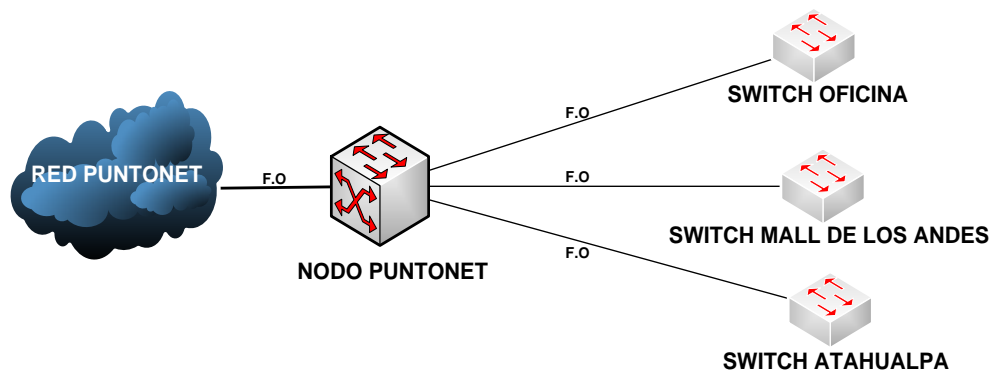 SWITCH OFICINA
F.O
RED PUNTONET
F.O
F.O
SWITCH MALL DE LOS ANDES
F.O
NODO PUNTONET
SWITCH ATAHUALPA